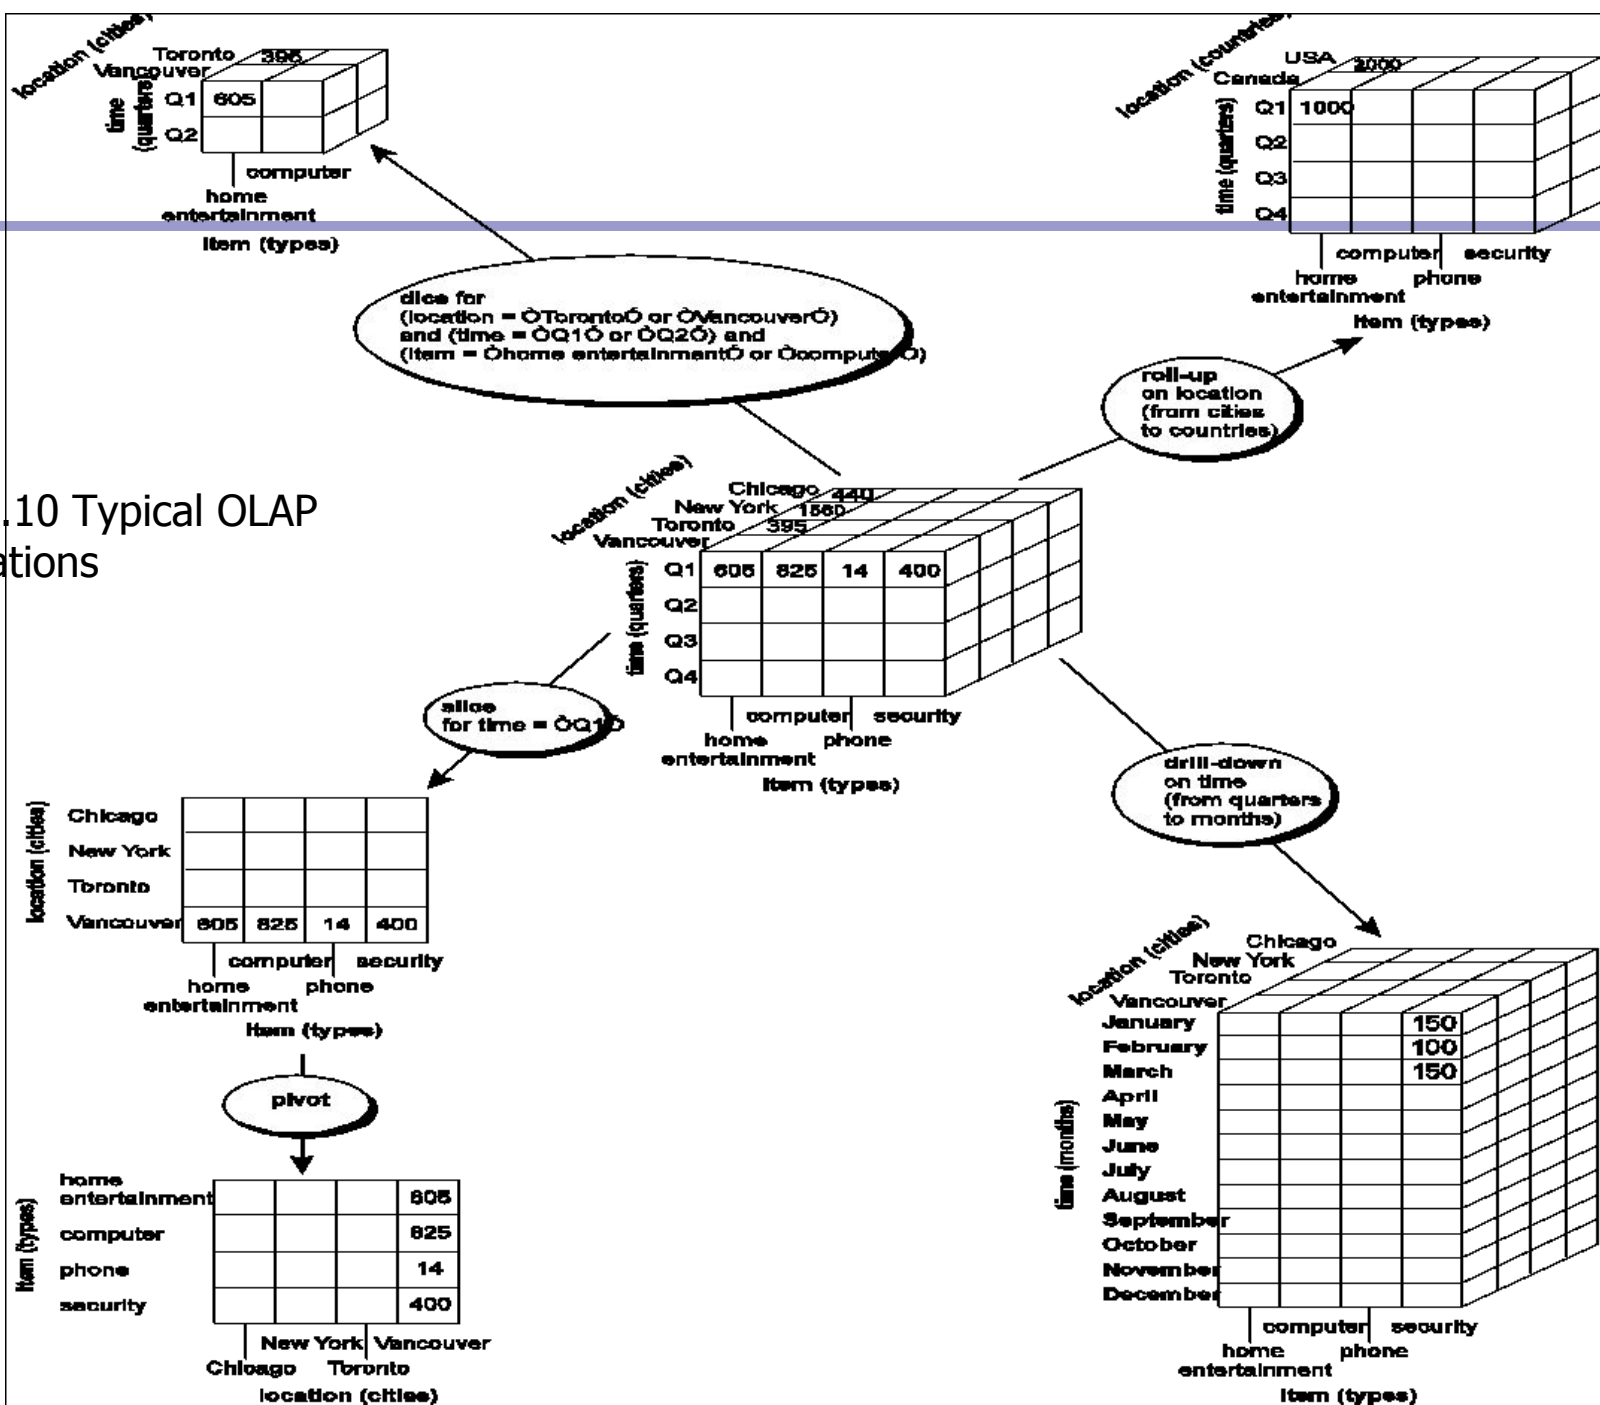 location (cities)
Toronto 395
Vancouver
time
(quarters)
Q1 605
Q2
computer
home
entertainment
item (types)
location (countries)
USA 2000
Canada
time (quarters)
Q1 1000
Q2
Q3
Q4
computer security
home phone
entertainment
item (types)
dice for
(location = ÒTorontoÓ or ÒVancouverÓ)
and (time = ÒQ1Ó or ÒQ2Ó) and
(item = Òhome entertainmentÓ or ÒcomputerÓ)
roll-up
on location
(from cities
to countries)
.10 Typical OLAP
ations
location (cities)
Chicago 440
New York 1560
Toronto 395
Vancouver
time (quarters)
Q1 605 825 14 400
Q2
Q3
Q4
computer security
home phone
entertainment
item (types)
slice
for time = ÒQ1Ó
drill-down
on time
(from quarters
to months)
location (cities)
Chicago
New York
Toronto
Vancouver 605 825 14 400
computer security
home phone
entertainment
item (types)
pivot
item (types)
home
entertainment 605
computer 825
phone 14
security 400
New York Vancouver
Chicago Toronto
location (cities)
location (cities)
Chicago
New York
Toronto
Vancouver
time (months)
January 150
February 100
March 150
April
May
June
July
August
September
October
November
December
computer security
home phone
entertainment
item (types)